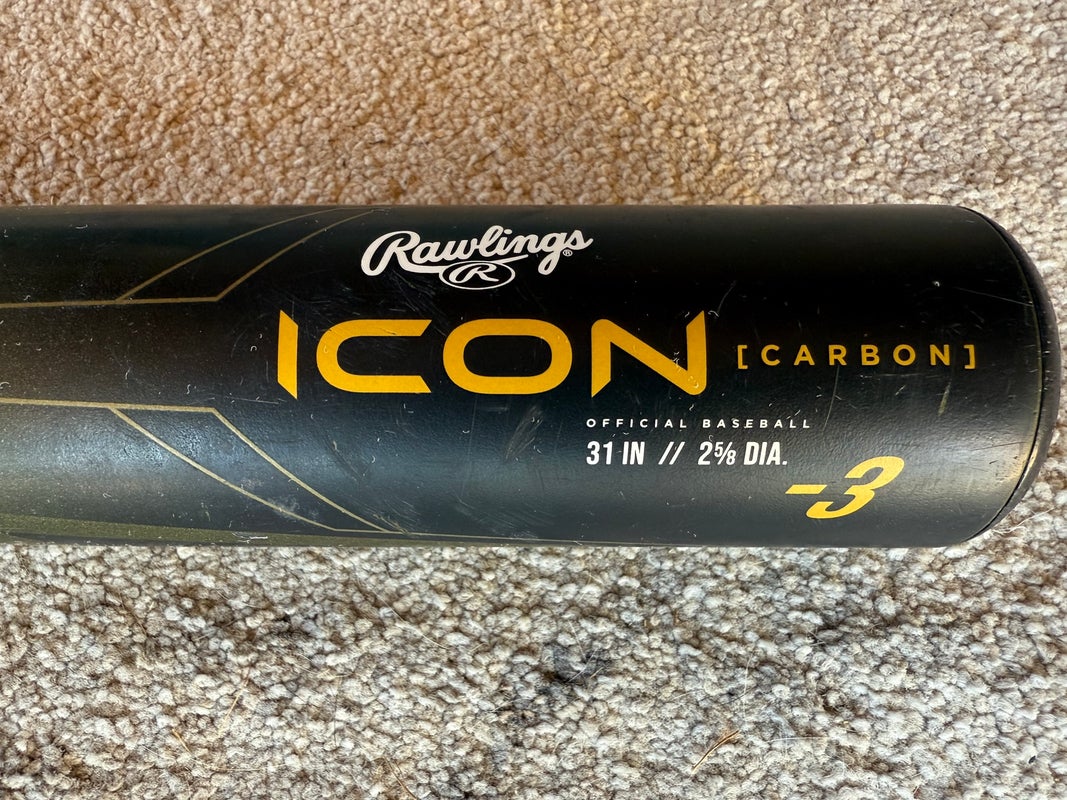 Rawlings®
R
ICON [CARBON]
OFFICIAL BASEBALL
31 IN // 2⅝ DIA.
-3